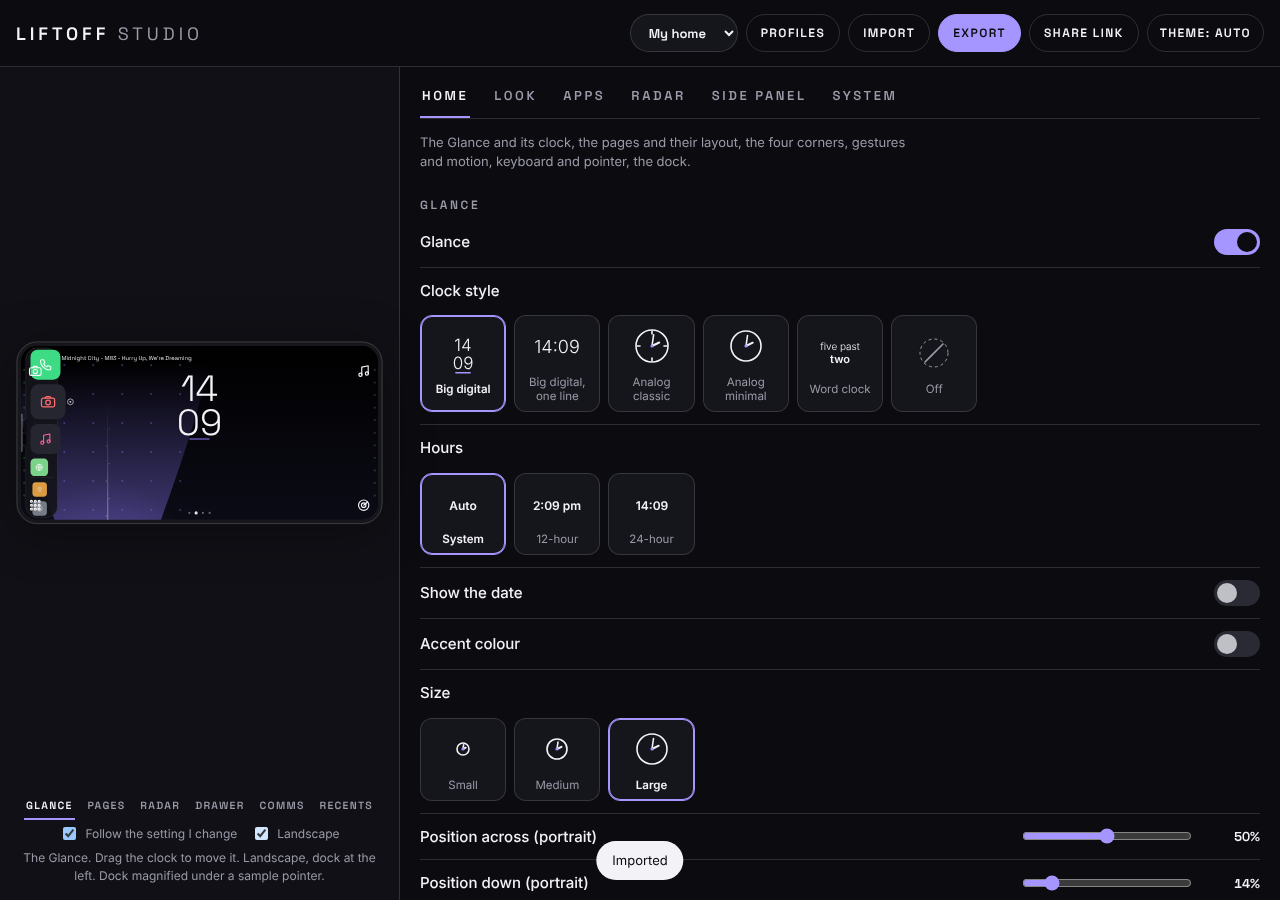 LIFTOFF STUDIO
My home
PROFILES
IMPORT
EXPORT
SHARE LINK
THEME: AUTO
HOME
LOOK
APPS
RADAR
SIDE PANEL
SYSTEM
The Glance and its clock, the pages and their layout, the four corners, gestures
and motion, keyboard and pointer, the dock.
GLANCE
Glance
Clock style
14
09
Big digital
14:09
Big digital,
one line
Analog
classic
Analog
minimal
five past
two
Word clock
Off
Hours
Auto
System
2:09 pm
12-hour
14:09
24-hour
Show the date
Accent colour
Size
Small
Medium
Large
Position across (portrait)
50%
Position down (portrait)
14%
Imported
Midnight City - M83 - Hurry Up, We're Dreaming
14
09
GLANCE
PAGES
RADAR
DRAWER
COMMS
RECENTS
Follow the setting I change
Landscape
The Glance. Drag the clock to move it. Landscape, dock at the
left. Dock magnified under a sample pointer.